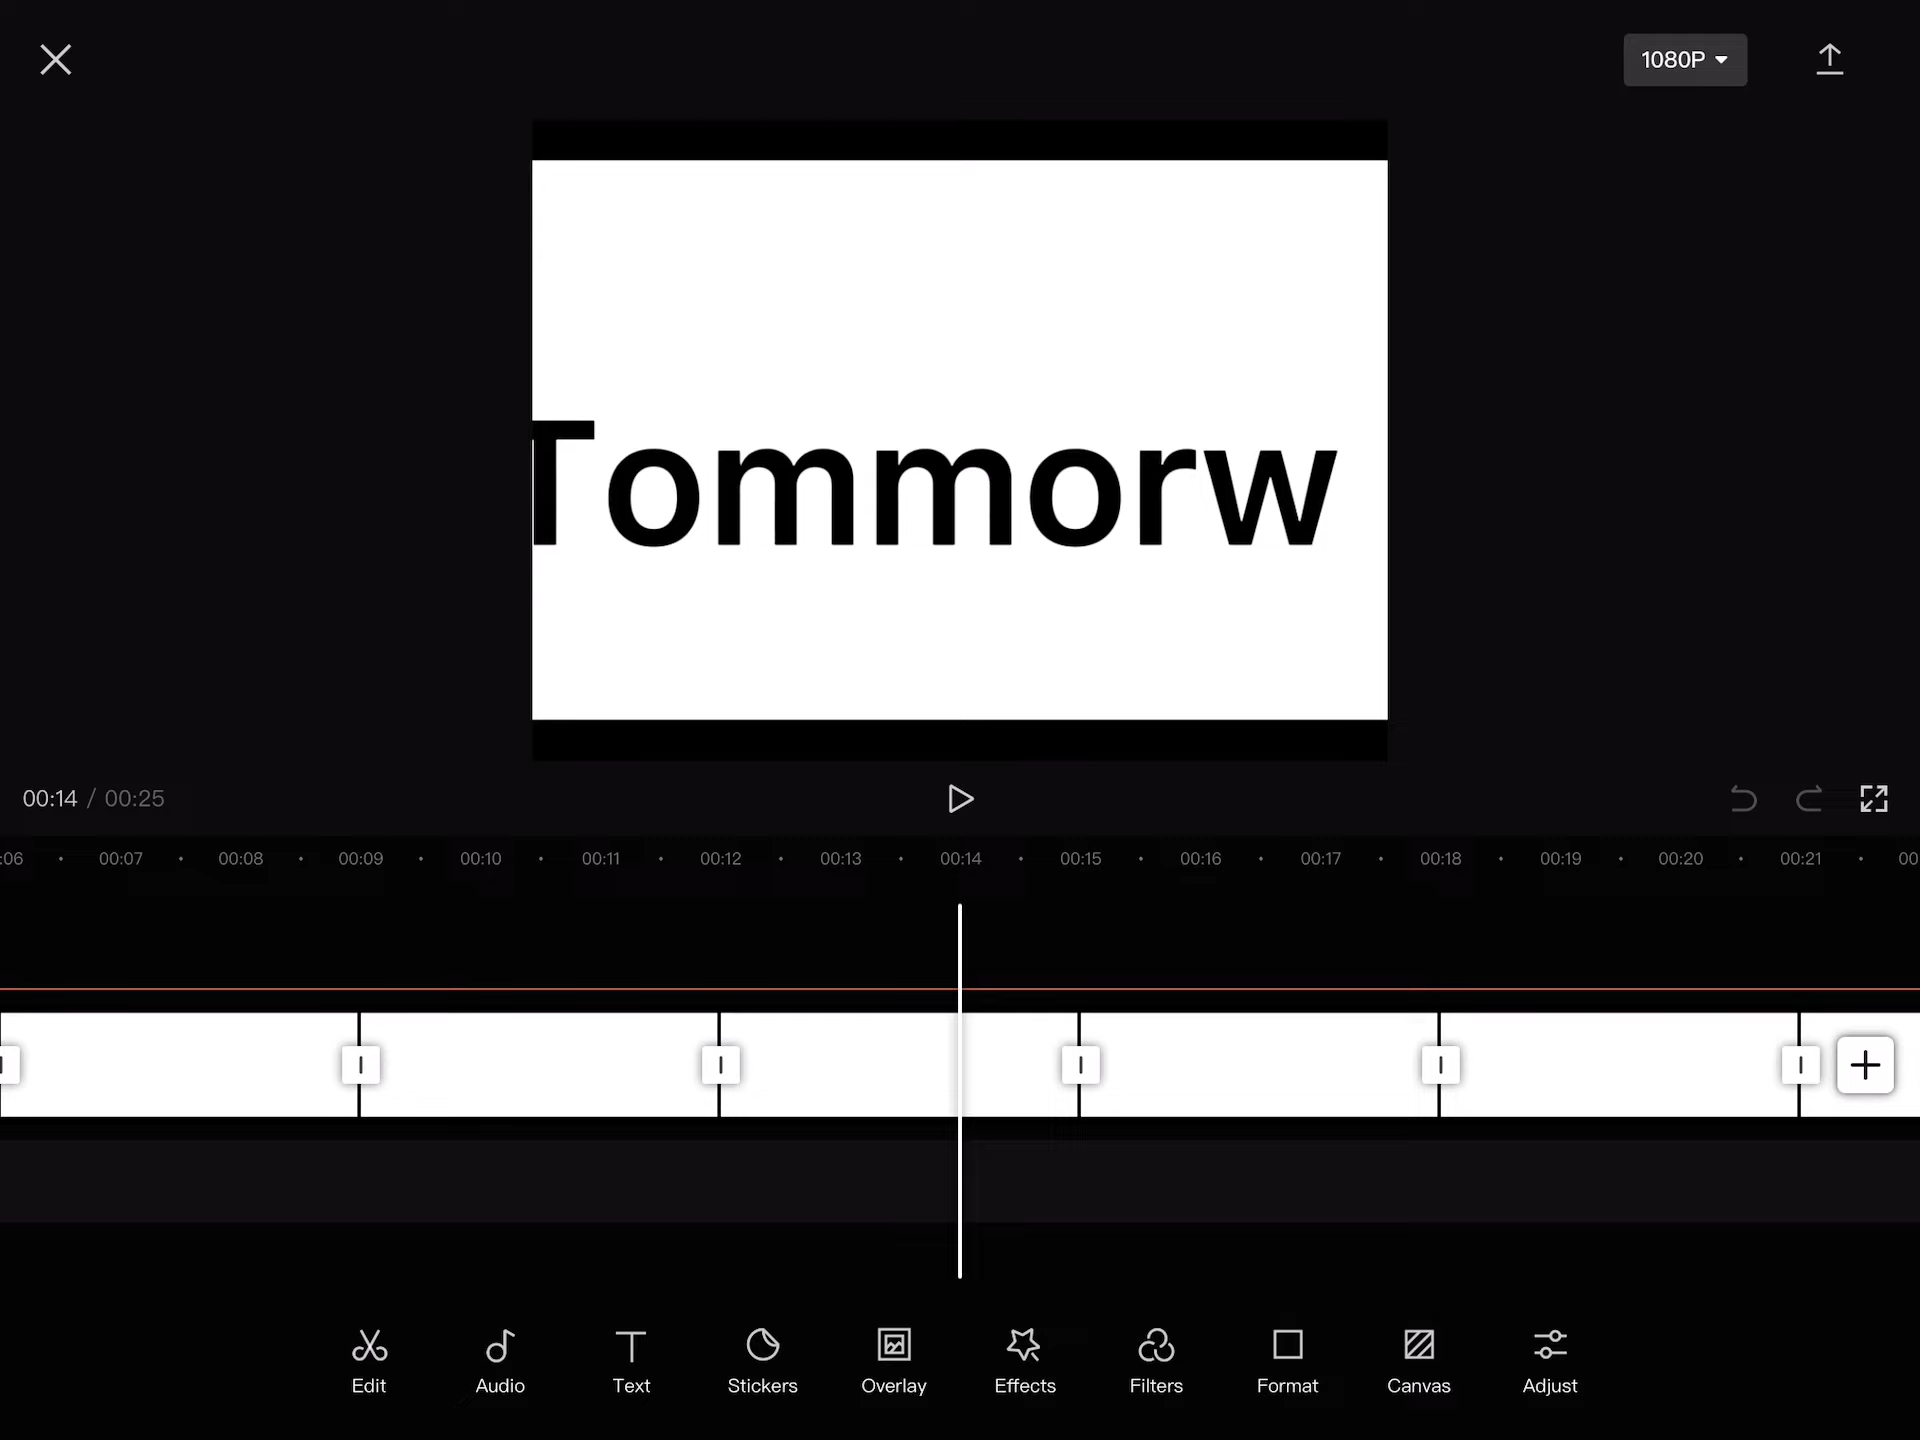 1080P
Tommorw
00:14 / 00:25
:06 00:07 00:08 00:09 00:10 00:11 00:12 00:13 00:14 00:15 00:16 00:17 00:18 00:19 00:20 00:21 00
Edit Audio Text Stickers Overlay Effects Filters Format Canvas Adjust